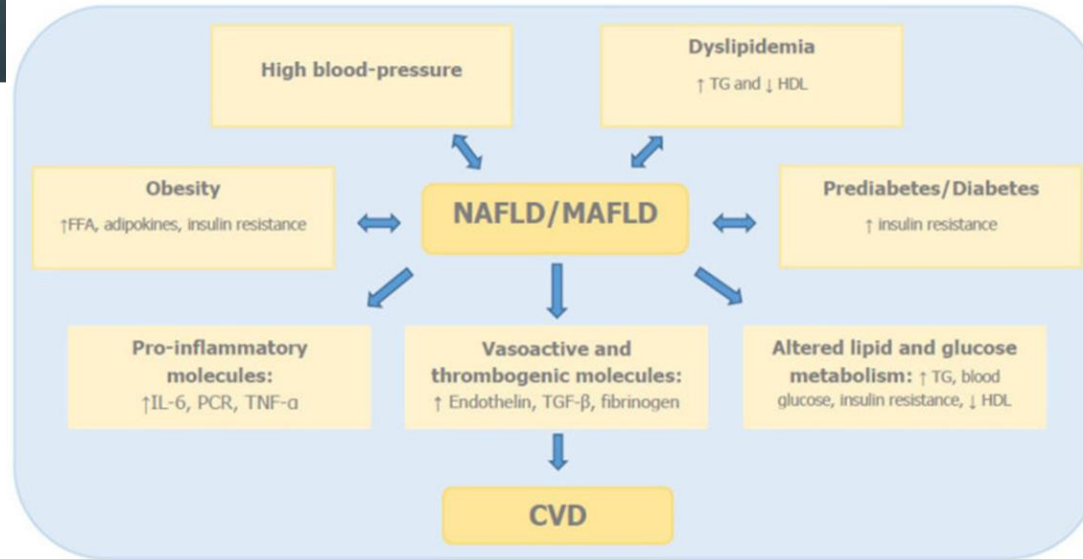 High blood-pressure
Dyslipidemia
↑ TG and ↓ HDL
Obesity
↑FFA, adipokines, insulin resistance
NAFLD/MAFLD
Prediabetes/Diabetes
↑ insulin resistance
Pro-inflammatory
molecules:
↑IL-6, PCR, TNF-α
Vasoactive and
thrombogenic molecules:
↑ Endothelin, TGF-β, fibrinogen
Altered lipid and glucose
metabolism: ↑ TG, blood
glucose, insulin resistance, ↓ HDL
CVD